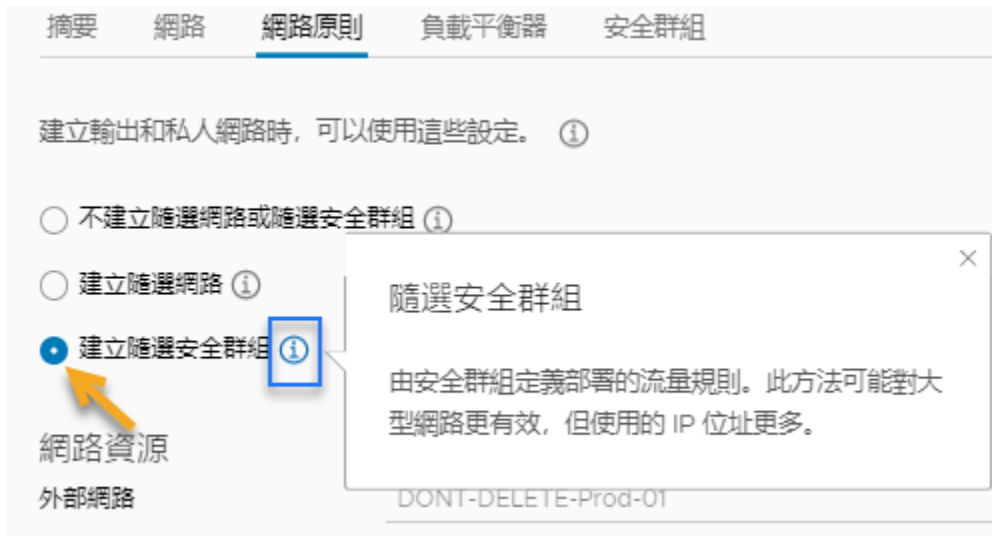 摘要 網路 網路原則 負載平衡器 安全群組
建立輸出和私人網路時，可以使用這些設定。
不建立隨選網路或隨選安全群組
建立隨選網路
建立隨選安全群組
隨選安全群組
由安全群組定義部署的流量規則。此方法可能對大
型網路更有效，但使用的 IP 位址更多。
網路資源
外部網路 DONT-DELETE-Prod-01